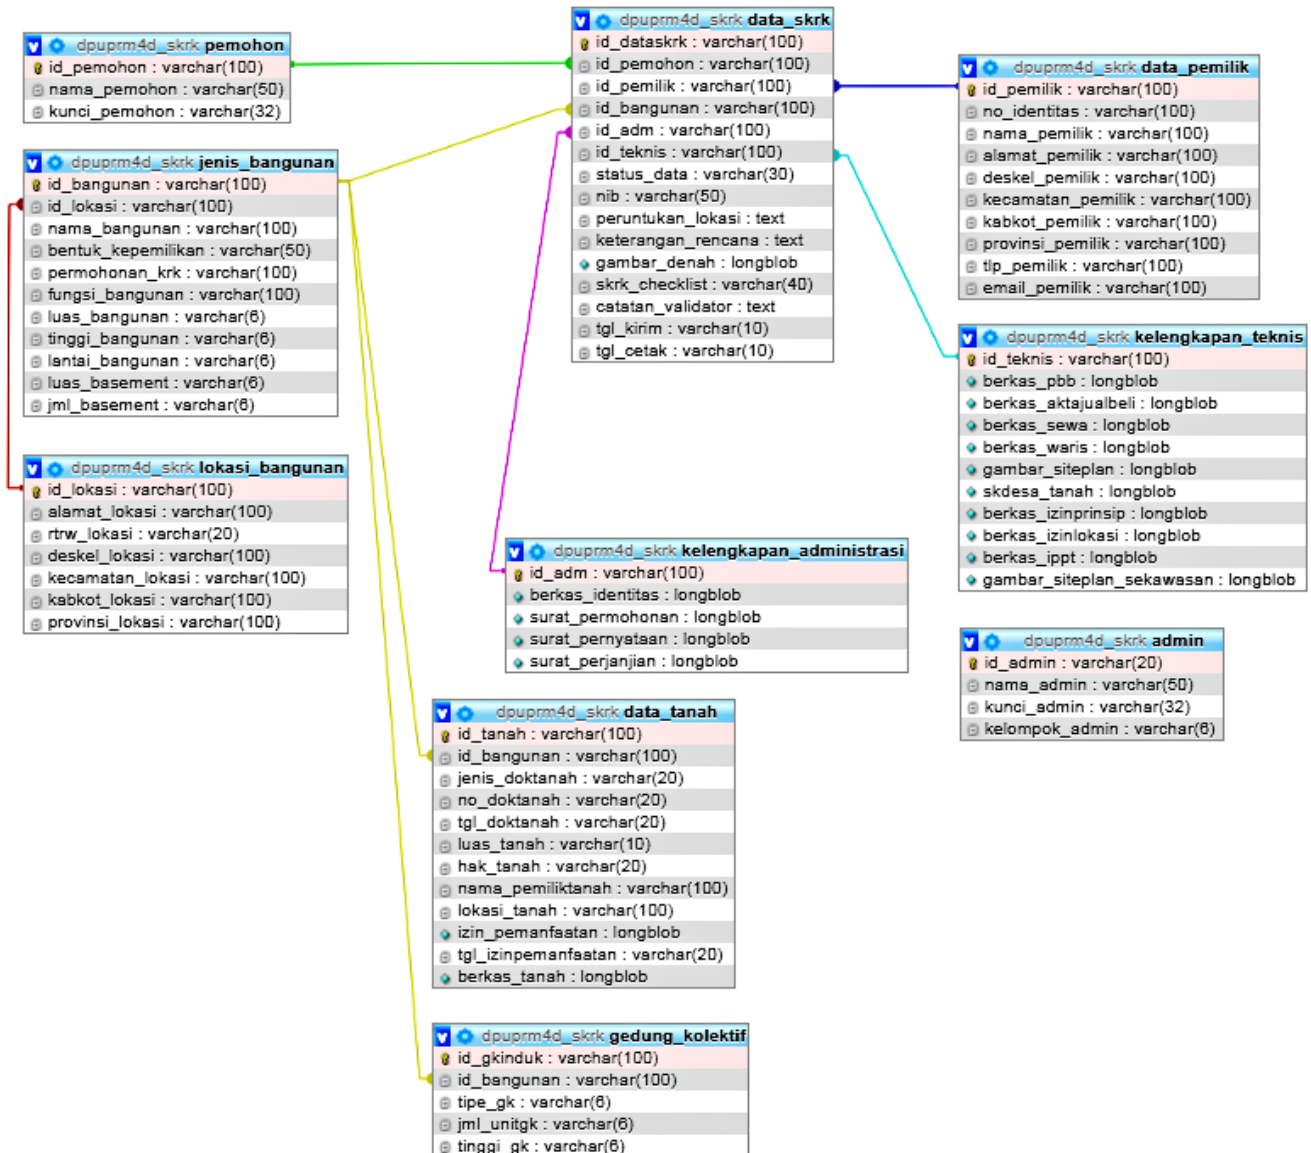 dpuprm4d_skrk pemohon
id_pemohon : varchar(100)
nama_pemohon : varchar(50)
kunci_pemohon : varchar(32)
dpuprm4d_skrk jenis_bangunan
id_bangunan : varchar(100)
id_lokasi : varchar(100)
nama_bangunan : varchar(100)
bentuk_kepemilikan : varchar(50)
permohonan_krk : varchar(100)
fungsi_bangunan : varchar(100)
luas_bangunan : varchar(6)
tinggi_bangunan : varchar(6)
lantai_bangunan : varchar(6)
luas_basement : varchar(6)
jml_basement : varchar(6)
dpuprm4d_skrk lokasi_bangunan
id_lokasi : varchar(100)
alamat_lokasi : varchar(100)
rtrw_lokasi : varchar(20)
deskel_lokasi : varchar(100)
kecamatan_lokasi : varchar(100)
kabkot_lokasi : varchar(100)
provinsi_lokasi : varchar(100)
dpuprm4d_skrk data_skrk
id_dataskrk : varchar(100)
id_pemohon : varchar(100)
id_pemilik : varchar(100)
id_bangunan : varchar(100)
id_adm : varchar(100)
id_teknis : varchar(100)
status_data : varchar(30)
nib : varchar(50)
peruntukan_lokasi : text
keterangan_rencana : text
gambar_denah : longblob
skrk_checklist : varchar(40)
catatan_validator : text
tgl_kirim : varchar(10)
tgl_cetak : varchar(10)
dpuprm4d_skrk data_pemilik
id_pemilik : varchar(100)
no_identitas : varchar(100)
nama_pemilik : varchar(100)
alamat_pemilik : varchar(100)
deskel_pemilik : varchar(100)
kecamatan_pemilik : varchar(100)
kabkot_pemilik : varchar(100)
provinsi_pemilik : varchar(100)
tlp_pemilik : varchar(100)
email_pemilik : varchar(100)
dpuprm4d_skrk kelengkapan_teknis
id_teknis : varchar(100)
berkas_pbb : longblob
berkas_aktajualbeli : longblob
berkas_sewa : longblob
berkas_waris : longblob
gambar_siteplan : longblob
skdesa_tanah : longblob
berkas_izinprinsip : longblob
berkas_izinlokasi : longblob
berkas_ippt : longblob
gambar_siteplan_sekawasan : longblob
dpuprm4d_skrk kelengkapan_administrasi
id_adm : varchar(100)
berkas_identitas : longblob
surat_permohonan : longblob
surat_pernyataan : longblob
surat_perjanjian : longblob
dpuprm4d_skrk admin
id_admin : varchar(20)
nama_admin : varchar(50)
kunci_admin : varchar(32)
kelompok_admin : varchar(6)
dpuprm4d_skrk data_tanah
id_tanah : varchar(100)
id_bangunan : varchar(100)
jenis_doktanah : varchar(20)
no_doktanah : varchar(20)
tgl_doktanah : varchar(20)
luas_tanah : varchar(10)
hak_tanah : varchar(20)
nama_pemiliktanah : varchar(100)
lokasi_tanah : varchar(100)
izin_pemanfaatan : longblob
tgl_izinpemanfaatan : varchar(20)
berkas_tanah : longblob
dpuprm4d_skrk gedung_kolektif
id_gkinduk : varchar(100)
id_bangunan : varchar(100)
tipe_gk : varchar(6)
jml_unitgk : varchar(6)
tinggi_gk : varchar(6)